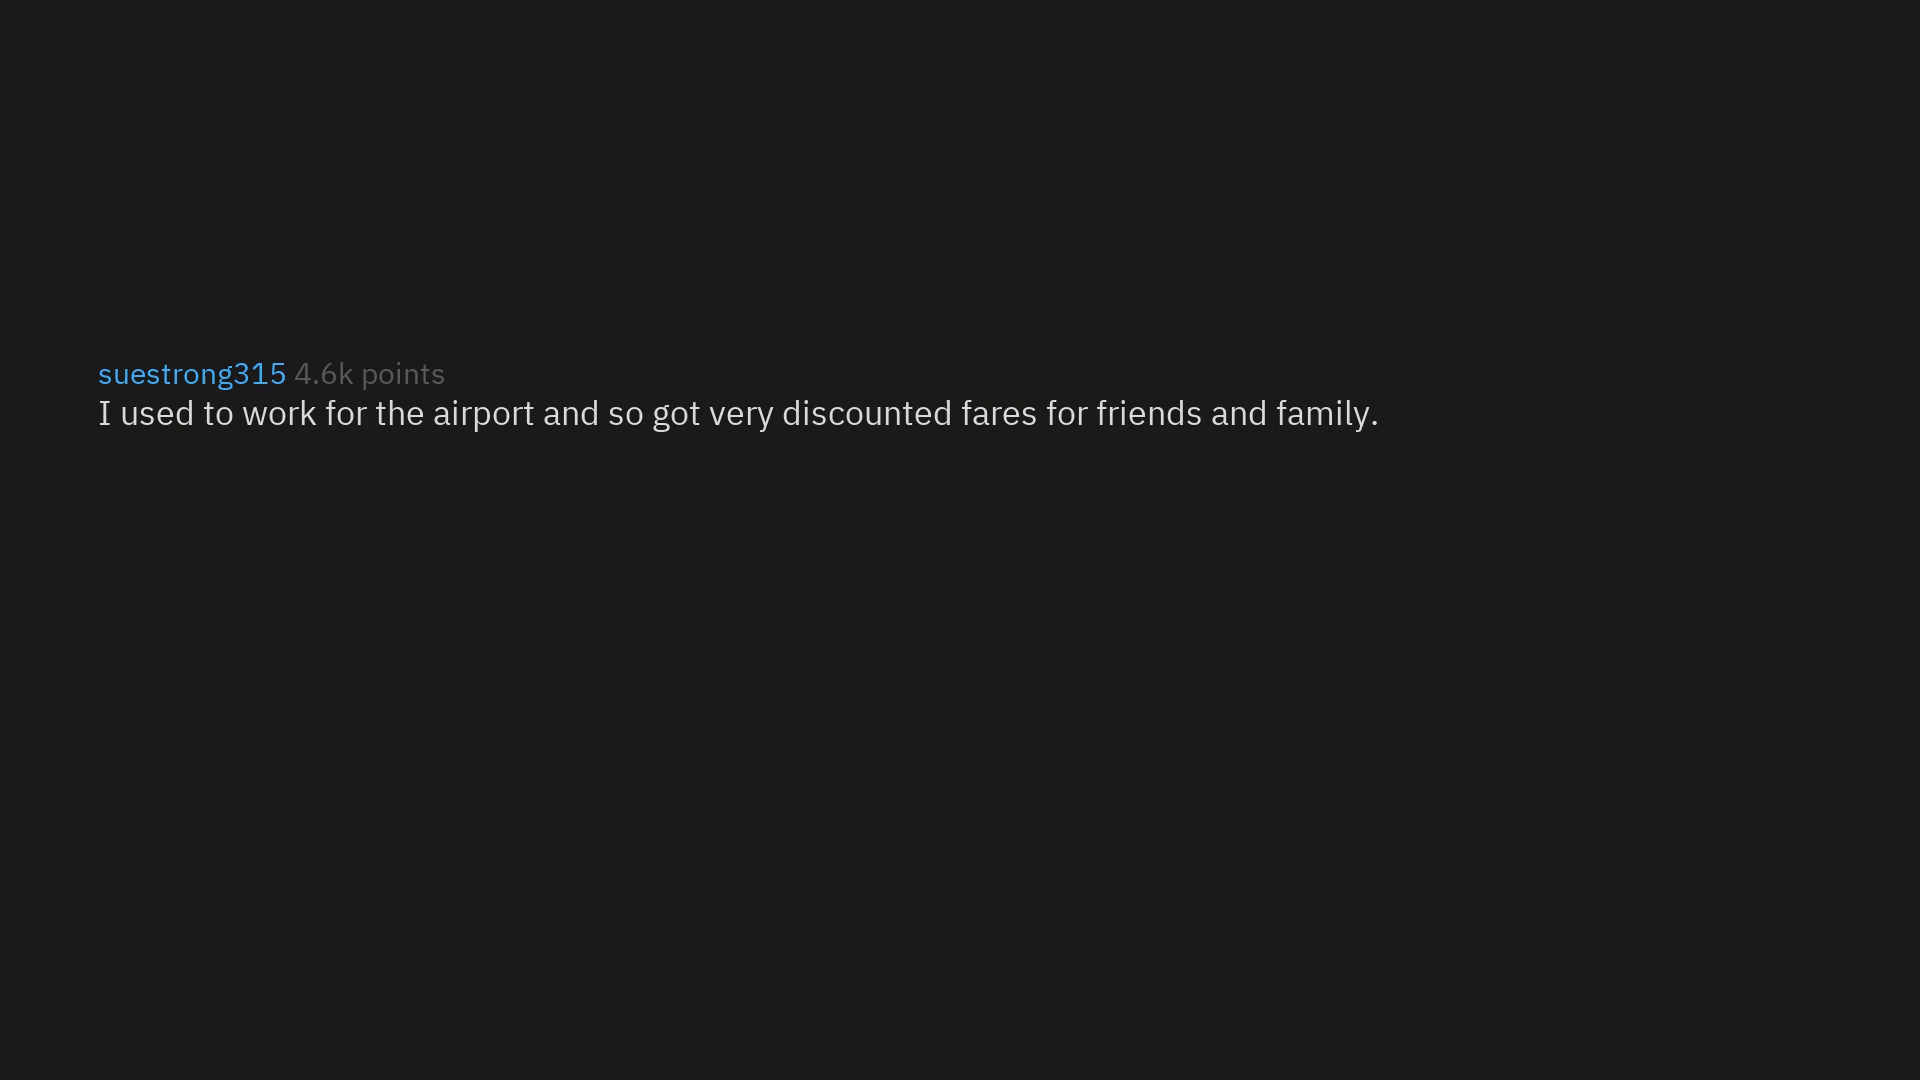 suestrong315 4.6k points
I used to work for the airport and so got very discounted fares for friends and family.